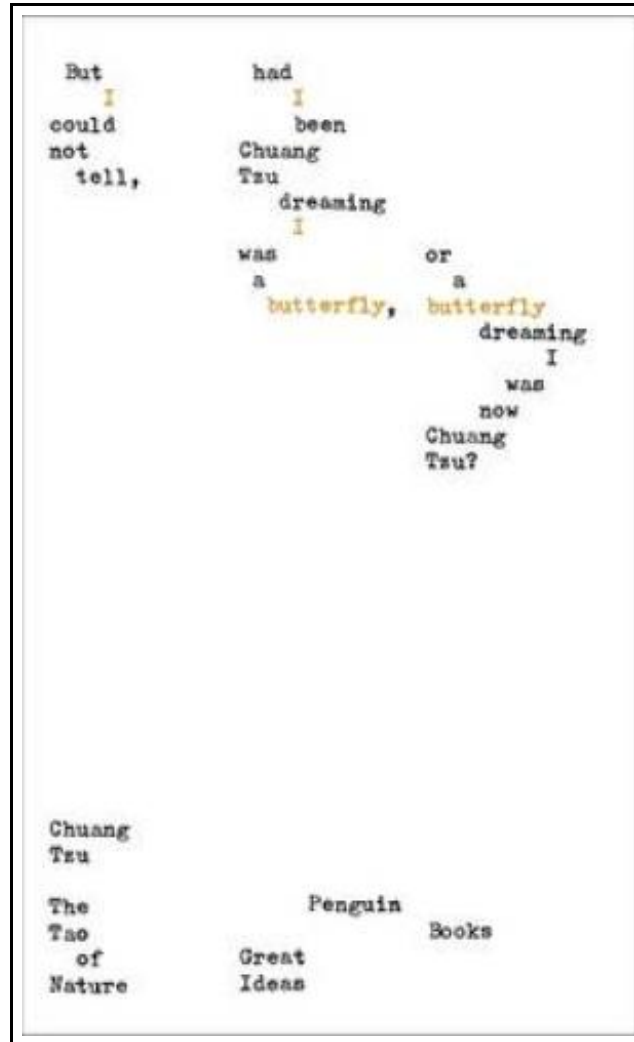 But
I
could
not
tell,
had
I
been
Chuang
Tzu
dreaming
I
was
a
butterfly,
or
a
butterfly
dreaming
I
was
now
Chuang
Tzu?
Chuang
Tzu
The
Tao
of
Nature
Penguin
Books
Great
Ideas